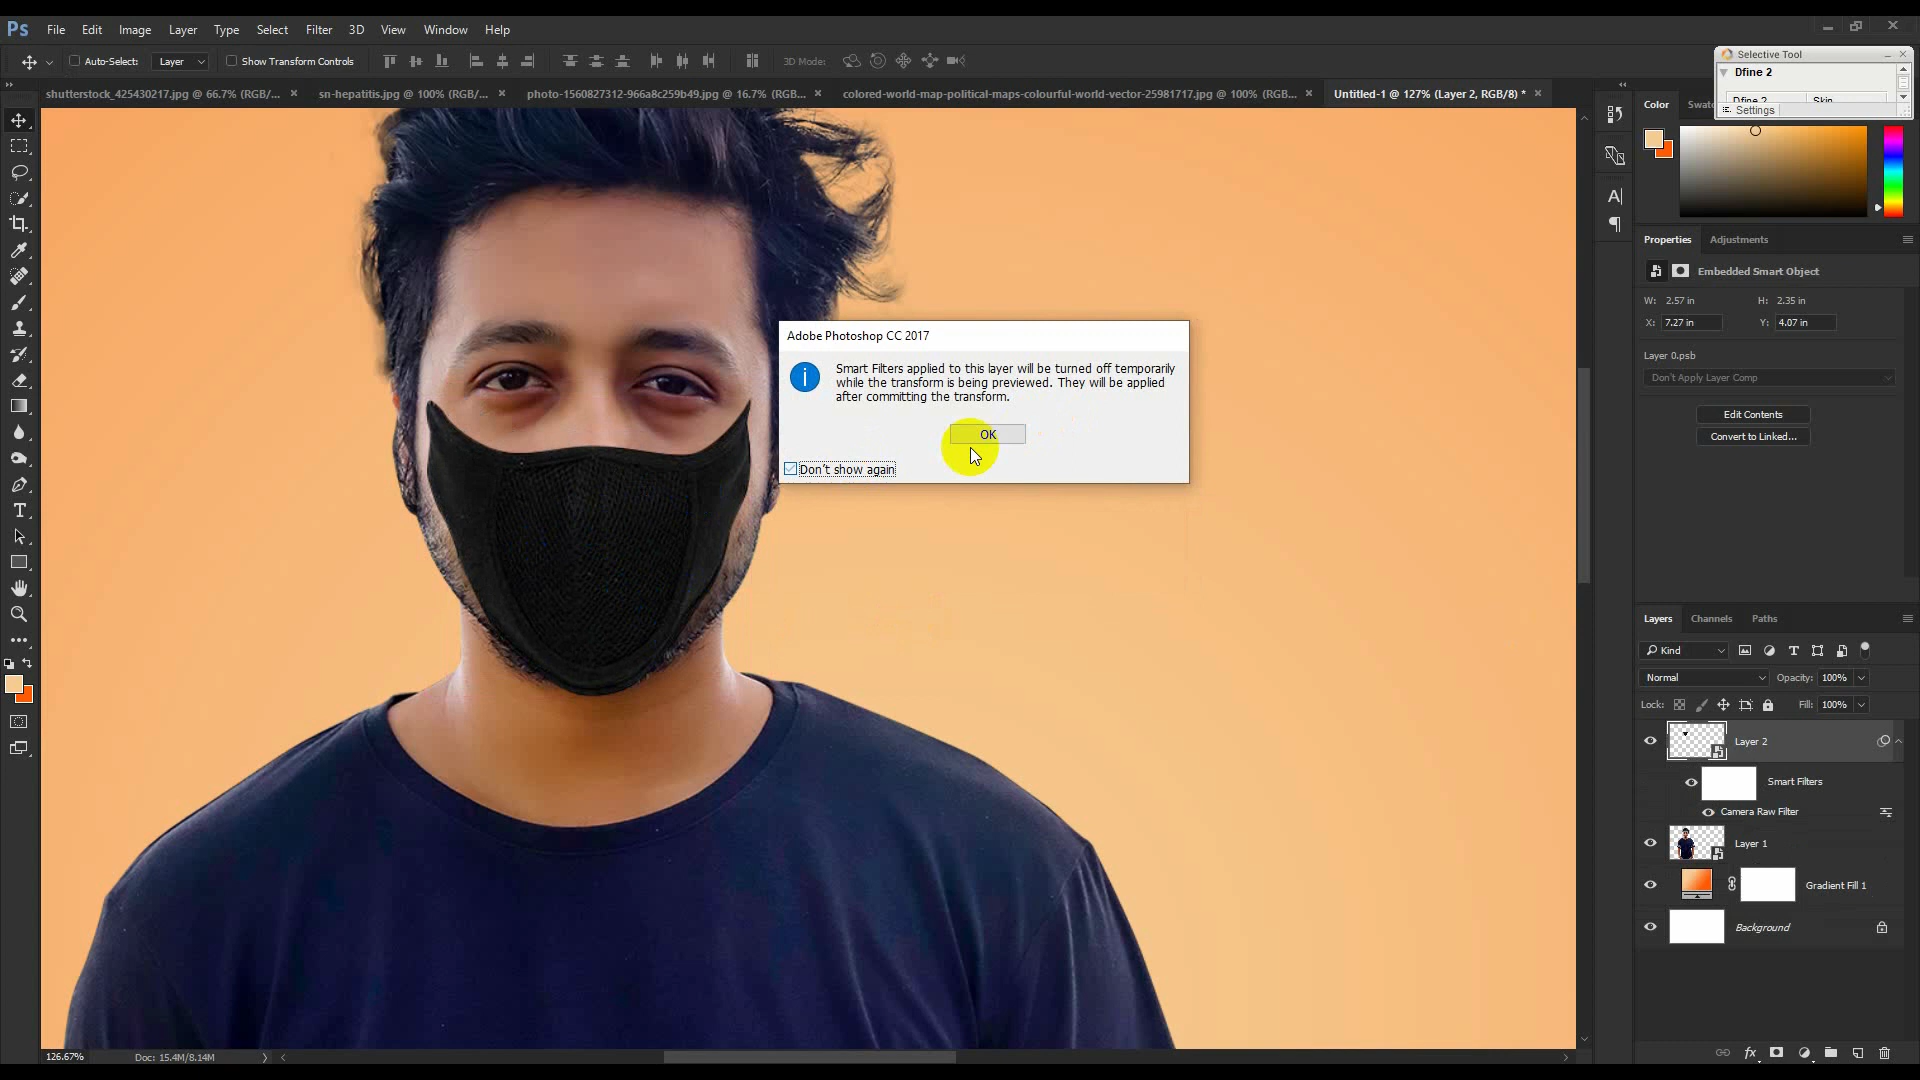 Ps File Edit Image Layer Type Select Filter 3D View Window Help
Auto-Select: Layer Show Transform Controls 3D Mode:
Selective Tool
Dfine 2
Dfine 2 Skin
Settings
shutterstock_425430217.jpg @ 66.7% (RGB/... × sn-hepatitis.jpg @ 100% (RGB/... × photo-1560827312-966a8c259b49.jpg @ 16.7% (RGB... × colored-world-map-political-maps-colourful-world-vector-25981717.jpg @ 100% (RGB... × Untitled-1 @ 127% (Layer 2, RGB/8) * ×
Color Swatc
Properties Adjustments
Embedded Smart Object
W: 2.57 in H: 2.35 in
X: 7.27 in Y: 4.07 in
Layer 0.psb
Don't Apply Layer Comp
Edit Contents
Convert to Linked...
Adobe Photoshop CC 2017
Smart Filters applied to this layer will be turned off temporarily
while the transform is being previewed. They will be applied
after committing the transform.
OK
Don't show again
Layers Channels Paths
Kind
Normal Opacity: 100%
Lock: Fill: 100%
Layer 2
Smart Filters
Camera Raw Filter
Layer 1
Gradient Fill 1
Background
126.67% Doc: 15.4M/8.14M